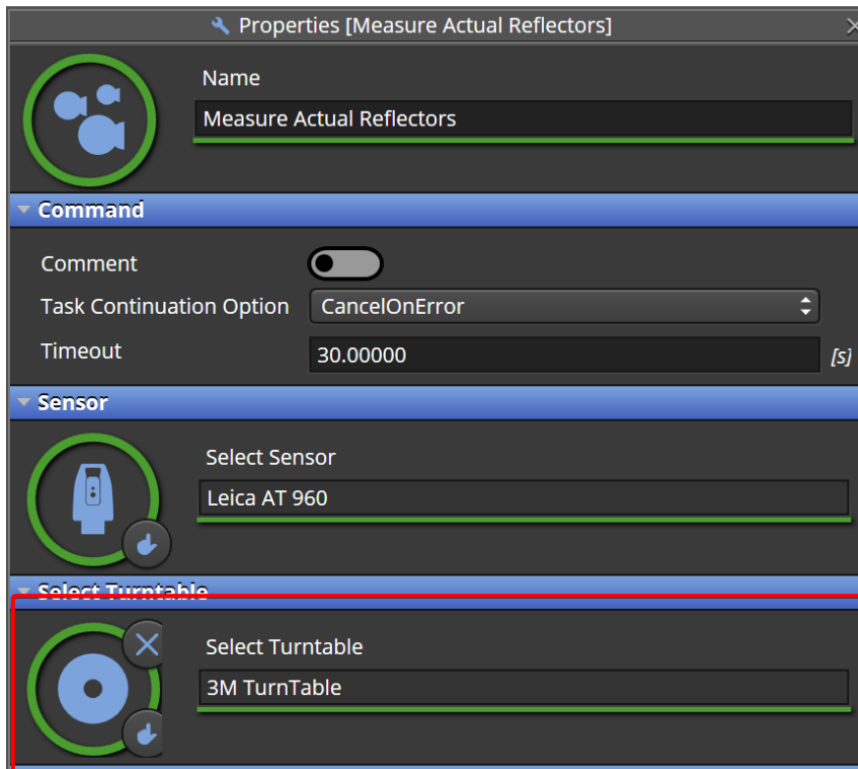 Properties [Measure Actual Reflectors]
Name
Measure Actual Reflectors
Command
Comment
Task Continuation Option CancelOnError
Timeout 30.00000 [s]
Sensor
Select Sensor
Leica AT 960
Select Turntable
Select Turntable
3M TurnTable